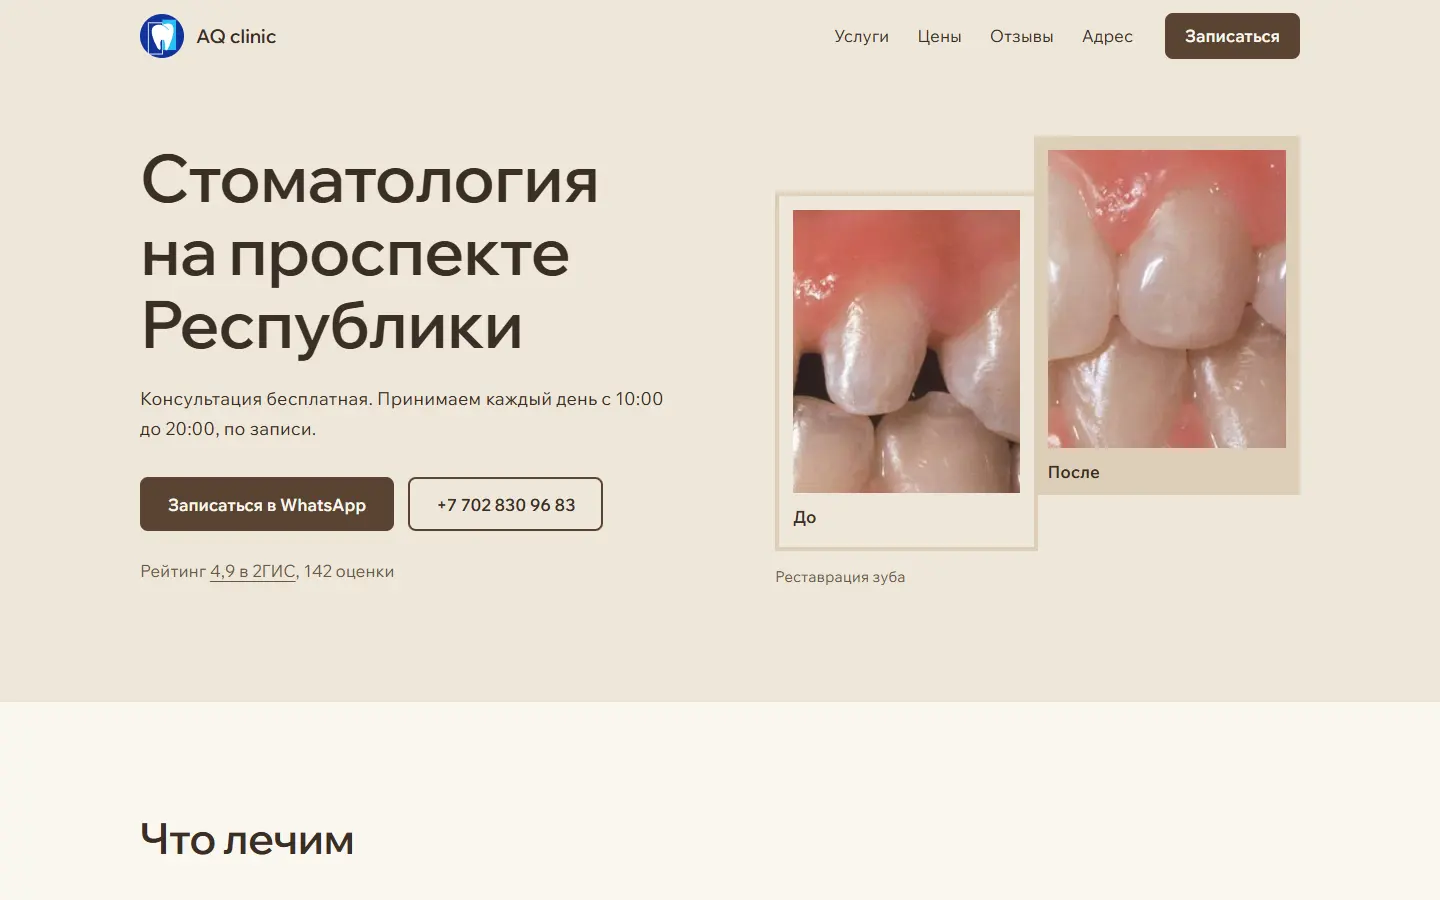 AQ clinic
Услуги
Цены
Отзывы
Адрес
Записаться
Стоматология
на проспекте
Республики
Консультация бесплатная. Принимаем каждый день с 10:00
до 20:00, по записи.
Записаться в WhatsApp
+7 702 830 96 83
Рейтинг 4,9 в 2ГИС, 142 оценки
До
После
Реставрация зуба
Что лечим